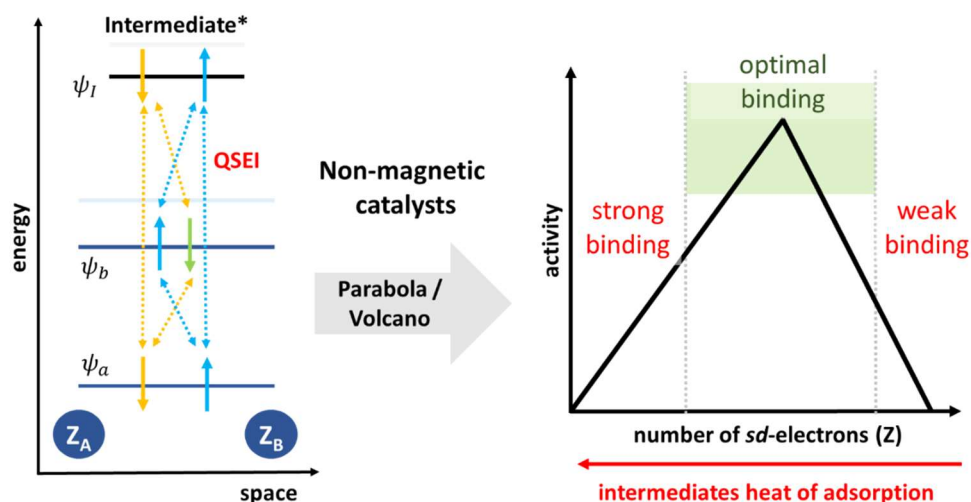 Intermediate*
ψI
QSEI
energy
ψb
ψa
ZA
ZB
space
Non-magnetic
catalysts
Parabola /
Volcano
optimal
binding
strong
binding
weak
binding
activity
number of sd-electrons (Z)
intermediates heat of adsorption